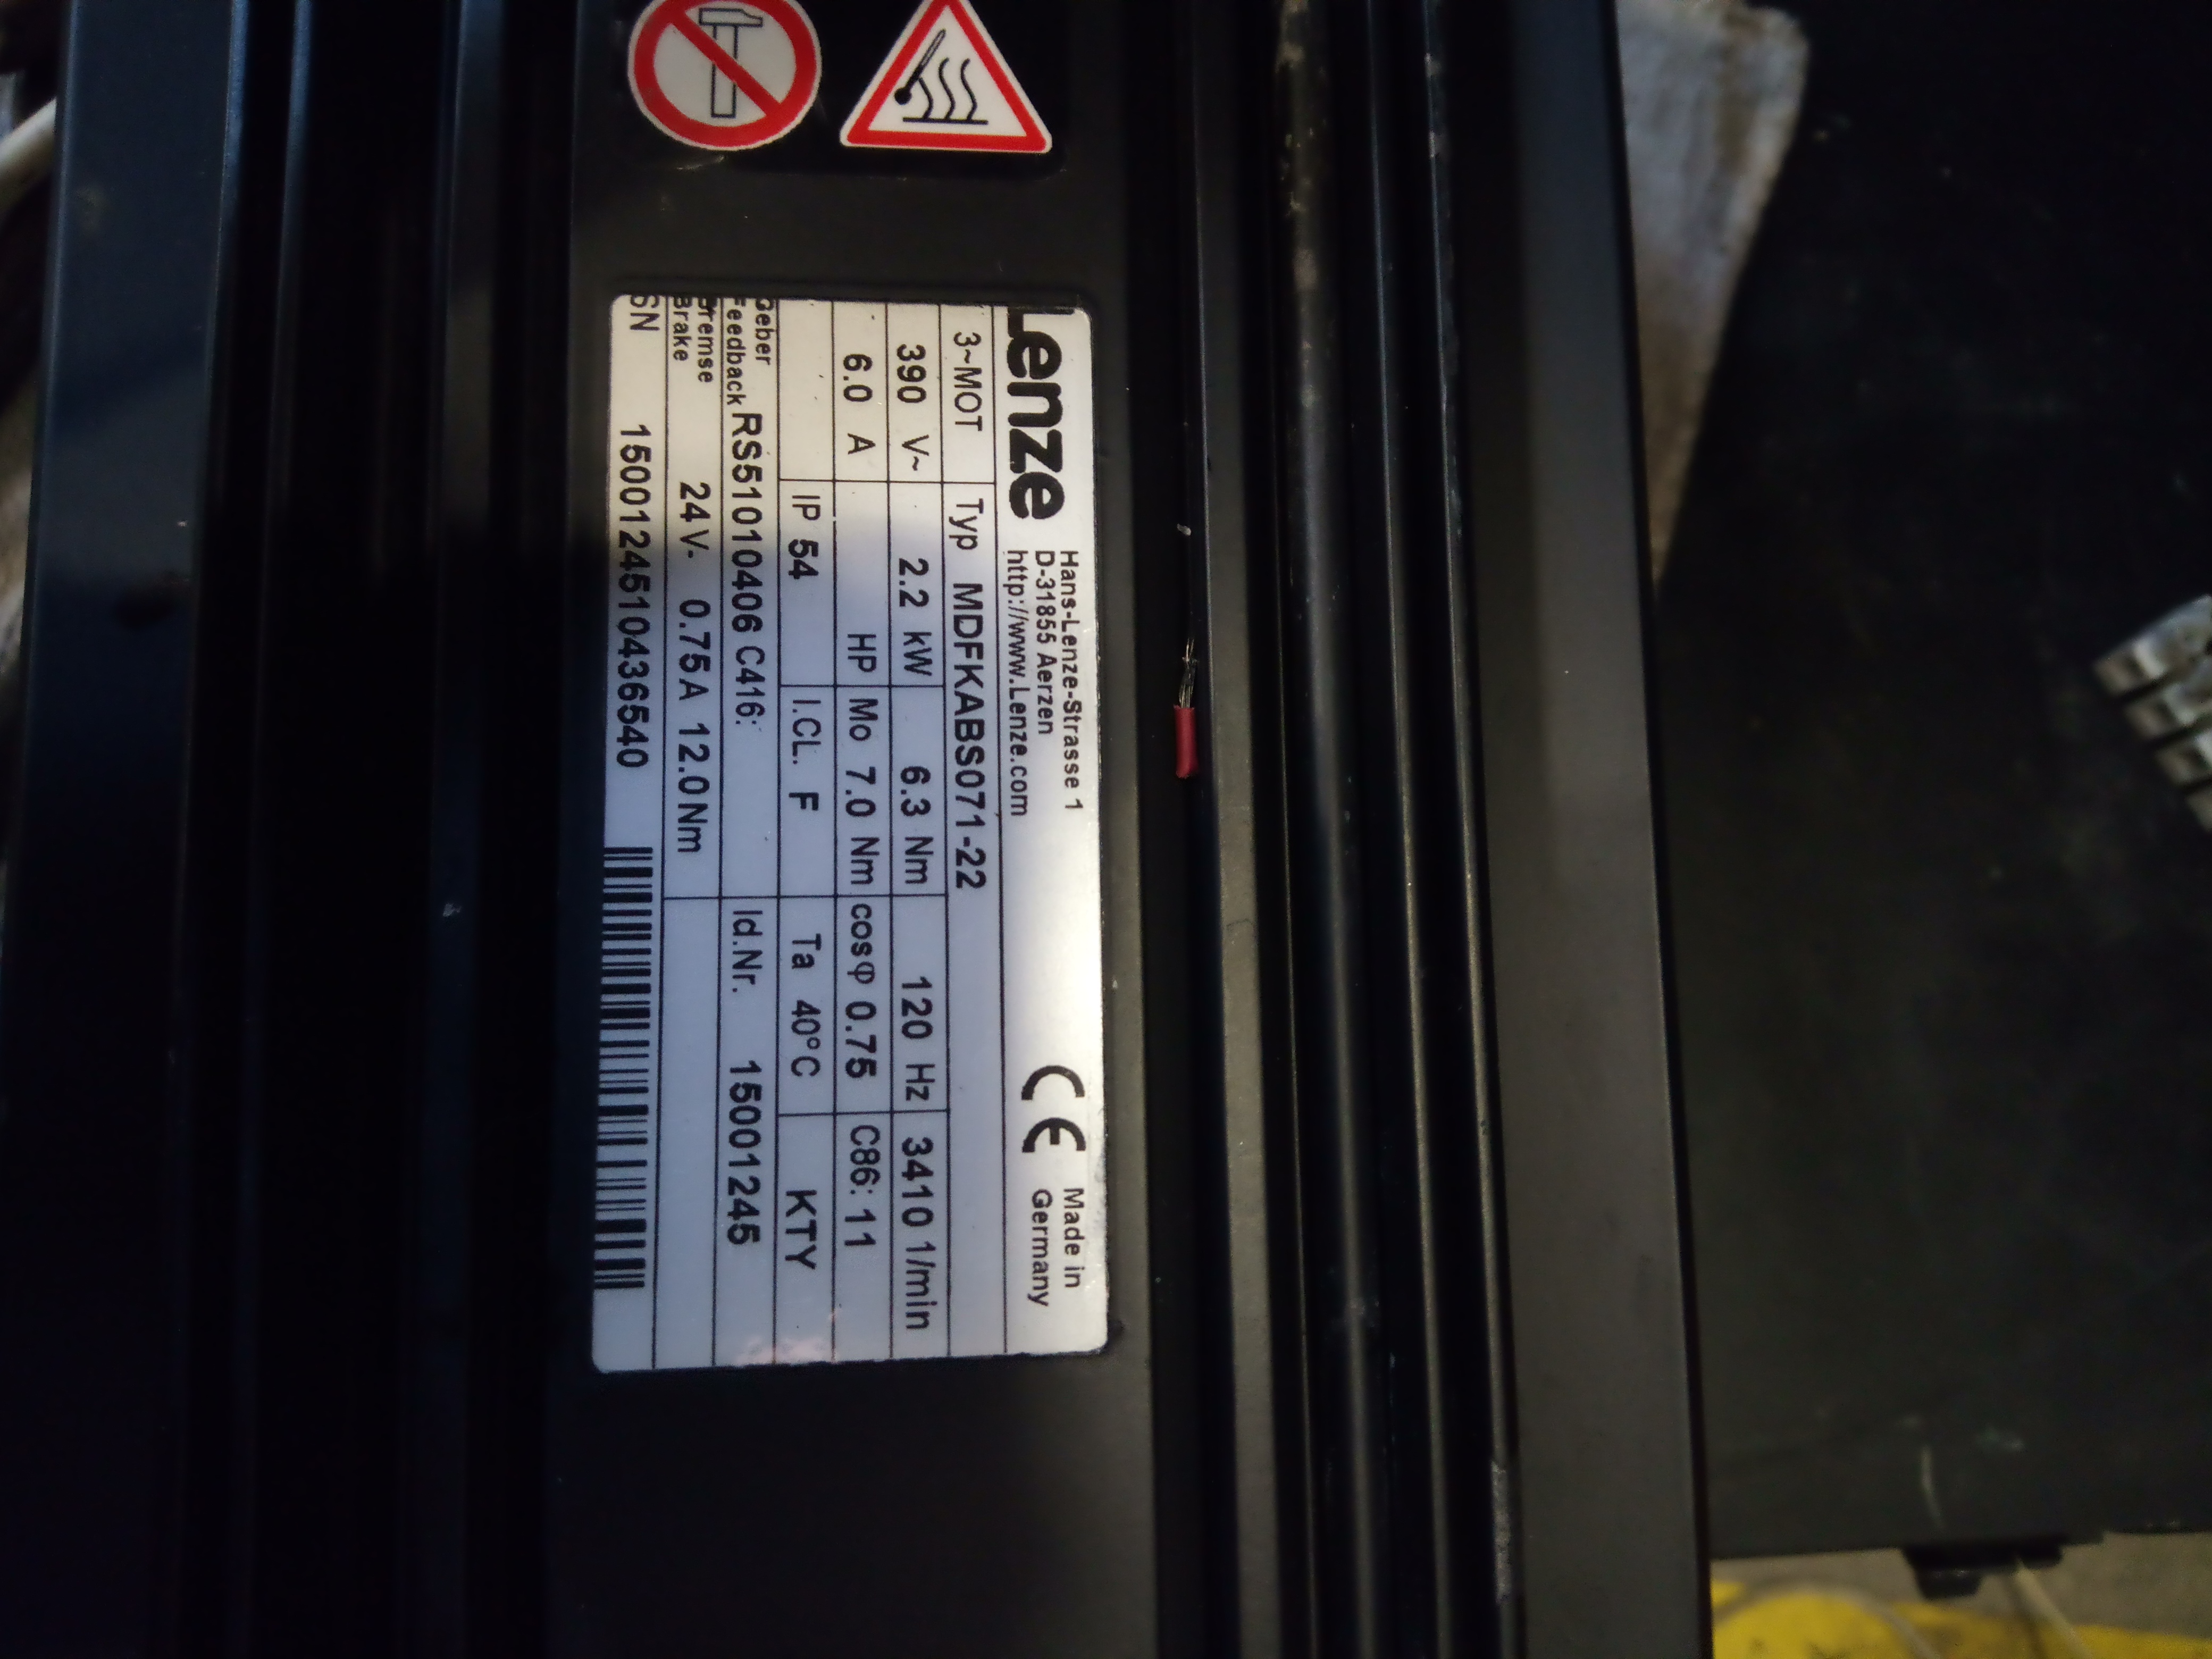 Lenze
Hans-Lenze-Strasse 1
D-31855 Aerzen
http://www.Lenze.com
CE
Made in
Germany
3~MOT Typ MDFKABS071-22
390 V~ 2.2 kW 6.3 Nm 120 Hz 3410 1/min
6.0 A HP Mo 7.0 Nm cosφ 0.75 C86: 11
IP 54 I.CL. F Ta 40°C KTY
Geber
Feedback RS51010406 C416: Id.Nr. 15001245
Bremse
Brake 24V- 0.75A 12.0Nm
SN 1500124510436540